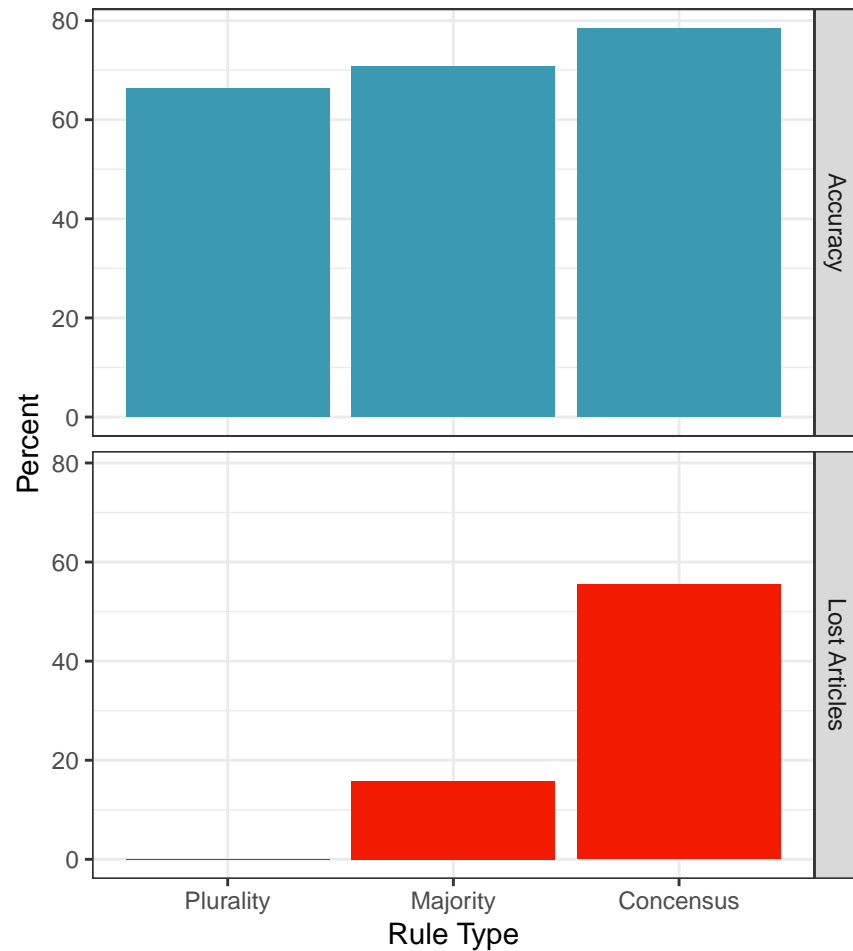 80
60
40
20
0
Accuracy
Percent
80
60
40
20
0
Lost Articles
Plurality
Majority
Concensus
Rule Type